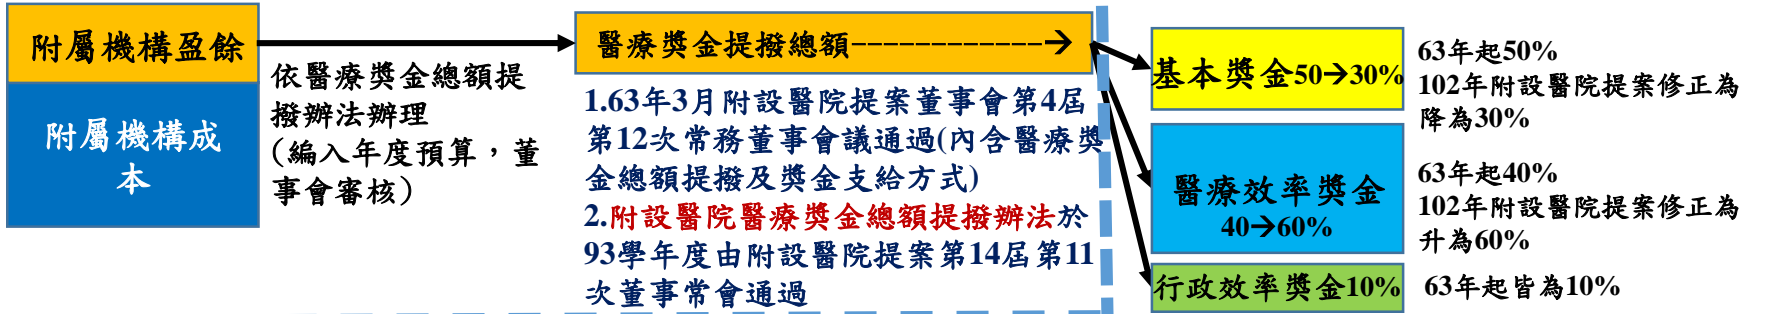 附屬機構盈餘
附屬機構成
本
依醫療獎金總額提
撥辦法辦理
(編入年度預算，董
事會審核)
醫療獎金提撥總額------------→
1.63年3月附設醫院提案董事會第4屆
第12次常務董事會議通過(內含醫療獎
金總額提撥及獎金支給方式)
2.附設醫院醫療獎金總額提撥辦法於
93學年度由附設醫院提案第14屆第11
次董事常會通過
基本獎金50→30%
63年起50%
102年附設醫院提案修正為
降為30%
醫療效率獎金
40→60%
63年起40%
102年附設醫院提案修正為
升為60%
行政效率獎金10%
63年起皆為10%